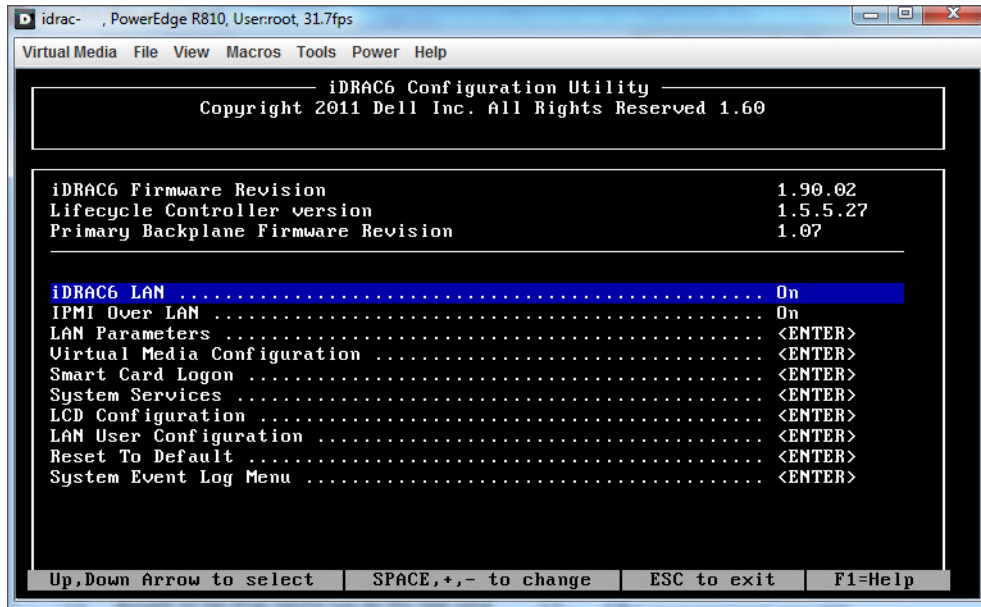 D idrac- , PowerEdge R810, User:root, 31.7fps
Virtual Media File View Macros Tools Power Help
iDRAC6 Configuration Utility
Copyright 2011 Dell Inc. All Rights Reserved 1.60
iDRAC6 Firmware Revision 1.90.02
Lifecycle Controller version 1.5.5.27
Primary Backplane Firmware Revision 1.07
iDRAC6 LAN ................................................... On
IPMI Over LAN ................................................ On
LAN Parameters ............................................... <ENTER>
Virtual Media Configuration .................................. <ENTER>
Smart Card Logon ............................................. <ENTER>
System Services .............................................. <ENTER>
LCD Configuration ............................................ <ENTER>
LAN User Configuration ....................................... <ENTER>
Reset To Default ............................................. <ENTER>
System Event Log Menu ........................................ <ENTER>
Up,Down Arrow to select SPACE,+,- to change ESC to exit F1=Help